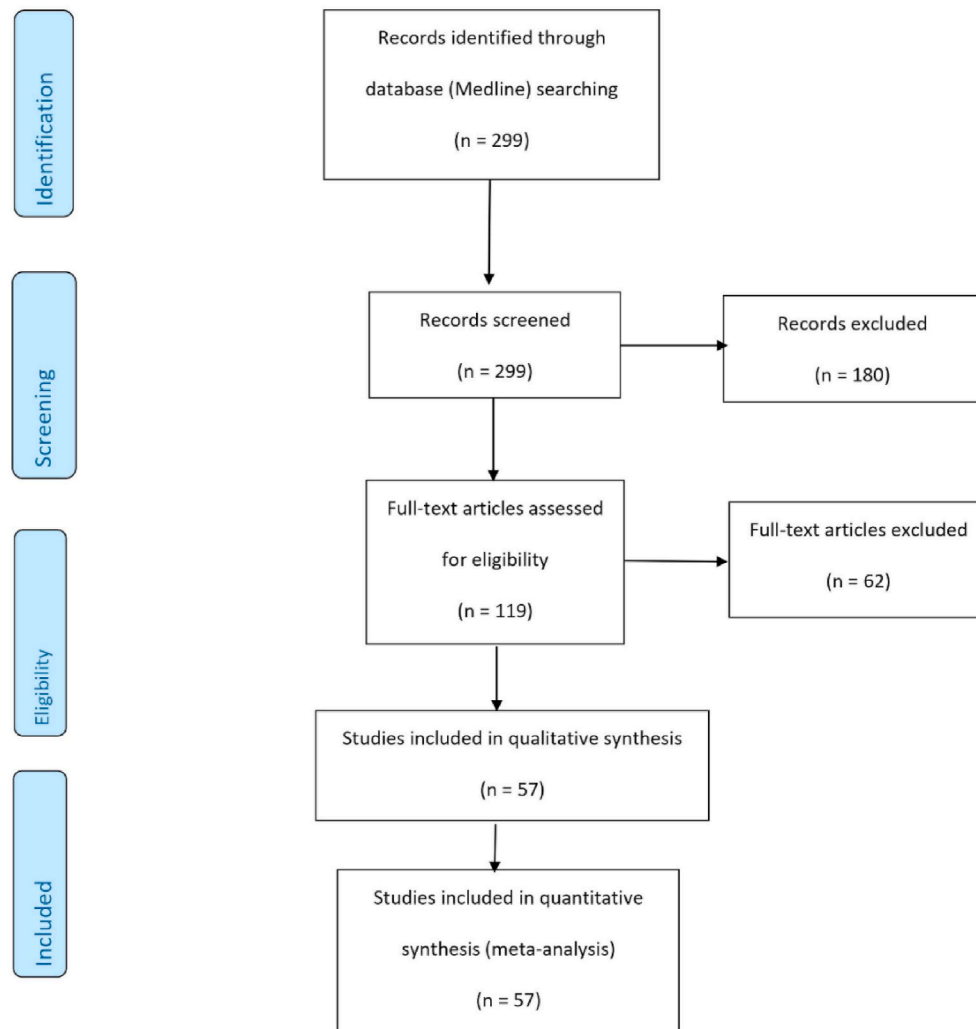 Identification
Records identified through
database (Medline) searching
(n = 299)
Screening
Records screened
(n = 299)
Records excluded
(n = 180)
Eligibility
Full-text articles assessed
for eligibility
(n = 119)
Full-text articles excluded
(n = 62)
Studies included in qualitative synthesis
(n = 57)
Included
Studies included in quantitative
synthesis (meta-analysis)
(n = 57)